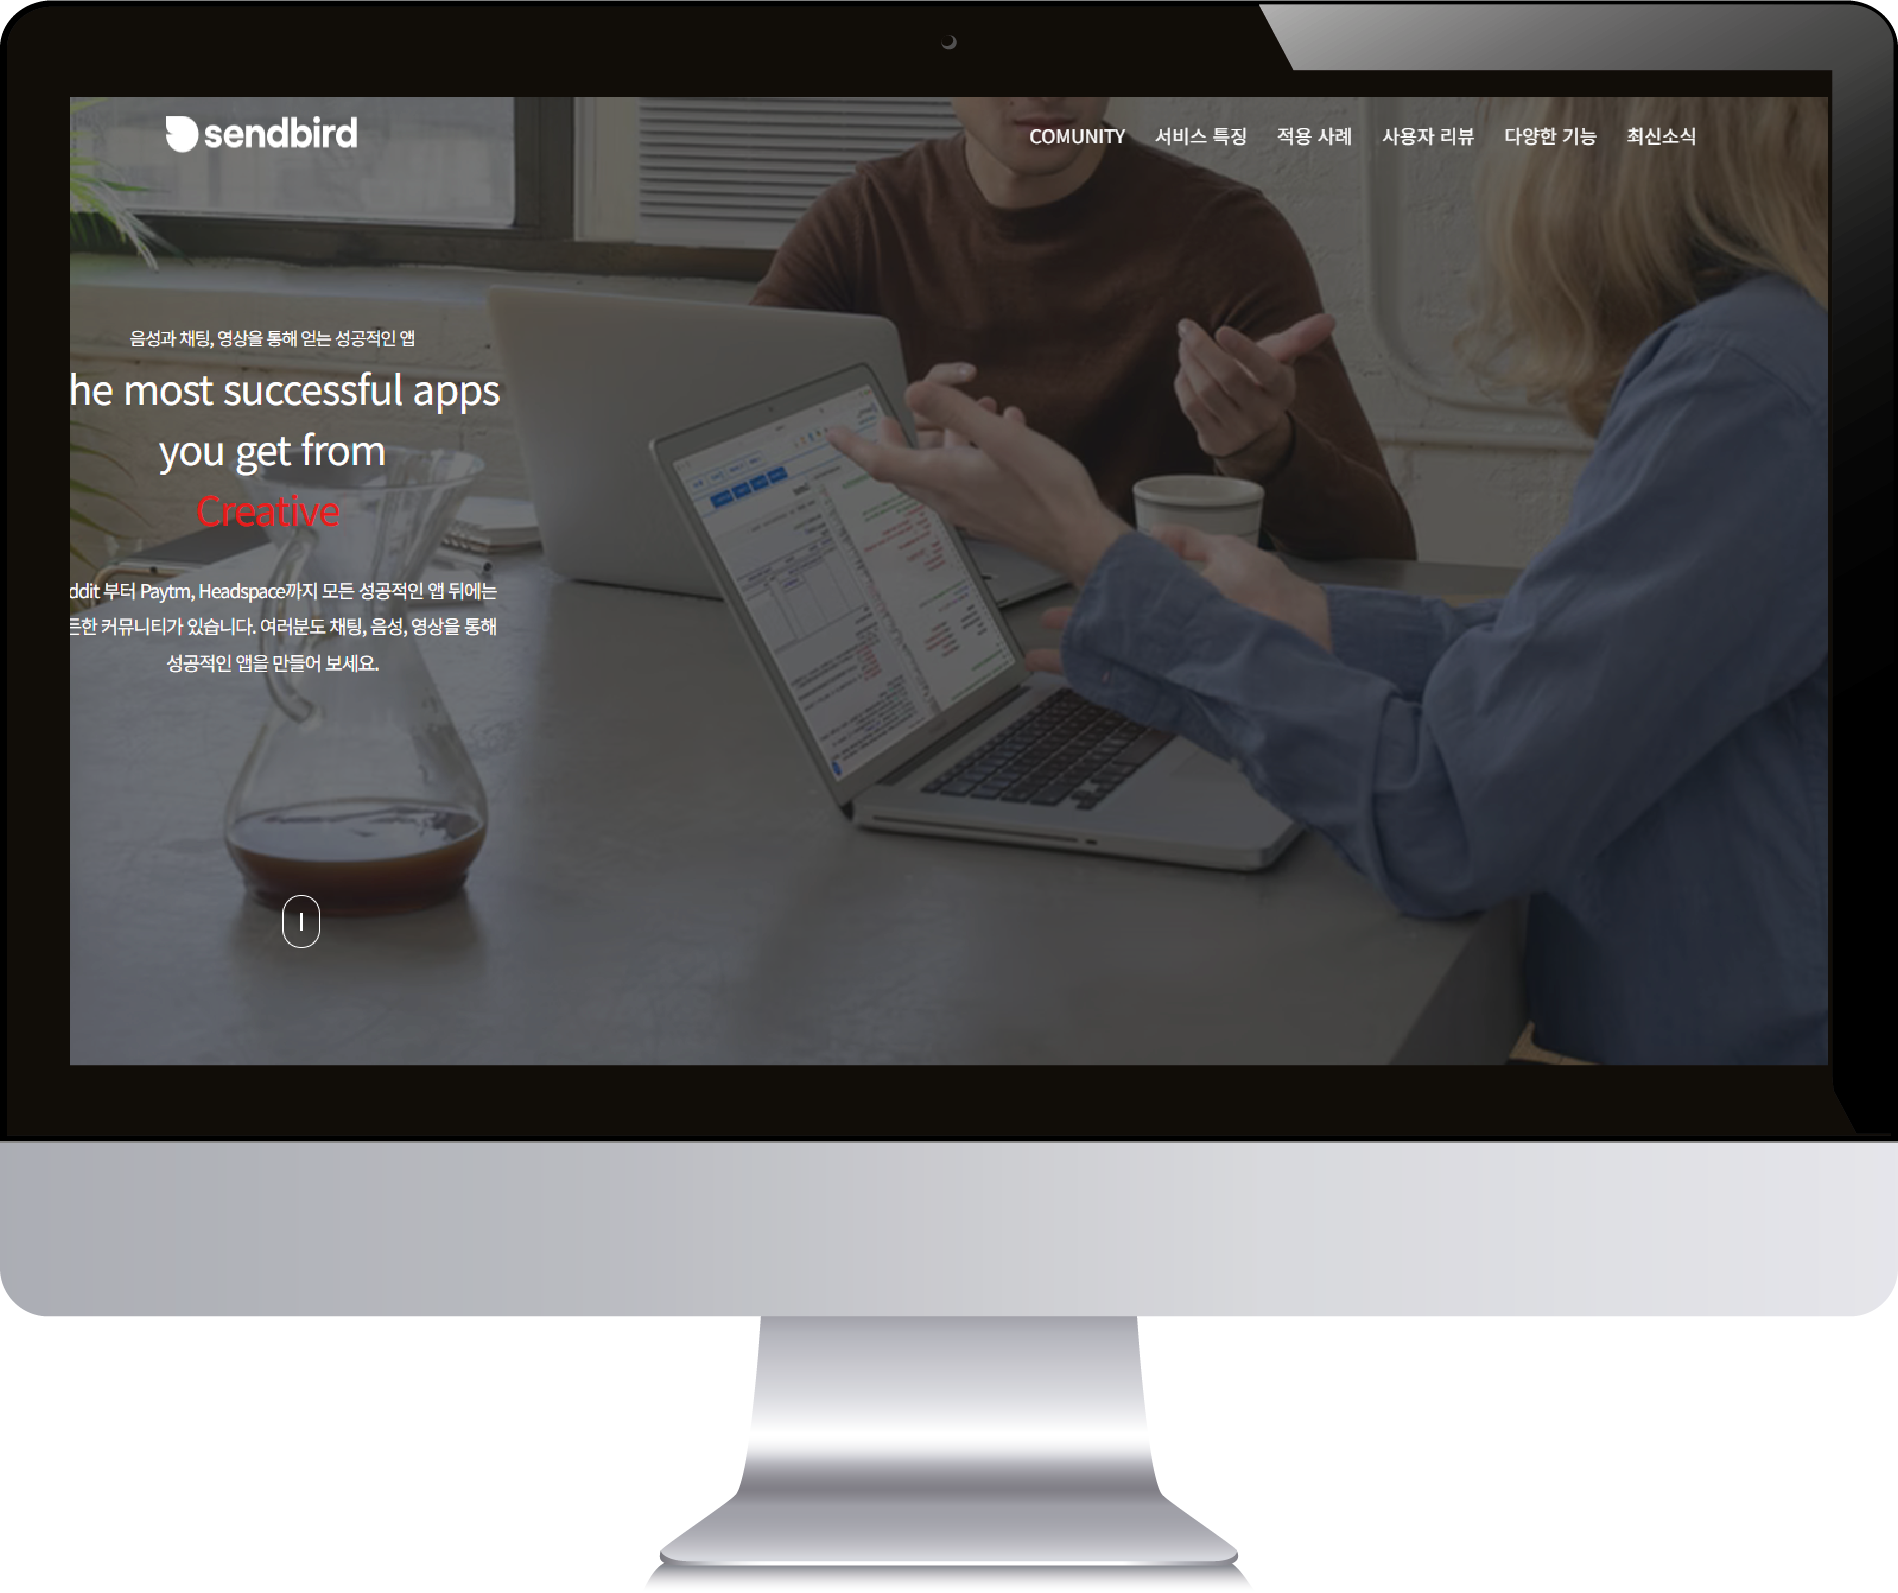 sendbird
COMUNITY 서비스 특징 적용 사례 사용자 리뷰 다양한 기능 최신소식
음성과 채팅, 영상을 통해 얻는 성공적인 앱
he most successful apps
you get from
Creative
ddit 부터 Paytm, Headspace까지 모든 성공적인 앱 뒤에는
든한 커뮤니티가 있습니다. 여러분도 채팅, 음성, 영상을 통해
성공적인 앱을 만들어 보세요.